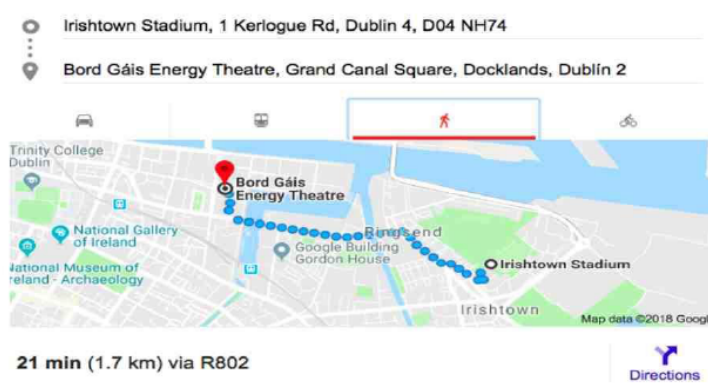 Irishtown Stadium, 1 Kerlogue Rd, Dublin 4, D04 NH74
Bord Gáis Energy Theatre, Grand Canal Square, Docklands, Dublín 2
Trinity College
Dublin
Bord Gáis
Energy Theatre
National Gallery
of Ireland
Ringsend
Google Building
Gordon House
National Museum of
reland - Archaeology
Irishtown Stadium
Irishtown
Map data ©2018 Googl
21 min (1.7 km) via R802
Directions